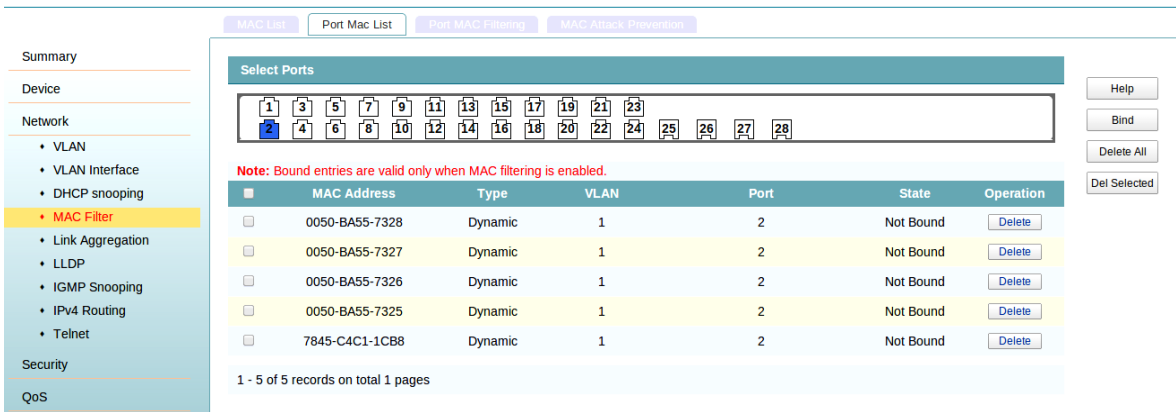 MAC List Port Mac List Port MAC Filtering MAC Attack Prevention
Summary
Device
Network
VLAN
VLAN Interface
DHCP snooping
MAC Filter
Link Aggregation
LLDP
IGMP Snooping
IPv4 Routing
Telnet
Security
QoS
Select Ports
1 3 5 7 9 11 13 15 17 19 21 23
2 4 6 8 10 12 14 16 18 20 22 24 25 26 27 28
Note: Bound entries are valid only when MAC filtering is enabled.
MAC Address Type VLAN Port State Operation
0050-BA55-7328 Dynamic 1 2 Not Bound Delete
0050-BA55-7327 Dynamic 1 2 Not Bound Delete
0050-BA55-7326 Dynamic 1 2 Not Bound Delete
0050-BA55-7325 Dynamic 1 2 Not Bound Delete
7845-C4C1-1CB8 Dynamic 1 2 Not Bound Delete
1 - 5 of 5 records on total 1 pages
Help
Bind
Delete All
Del Selected